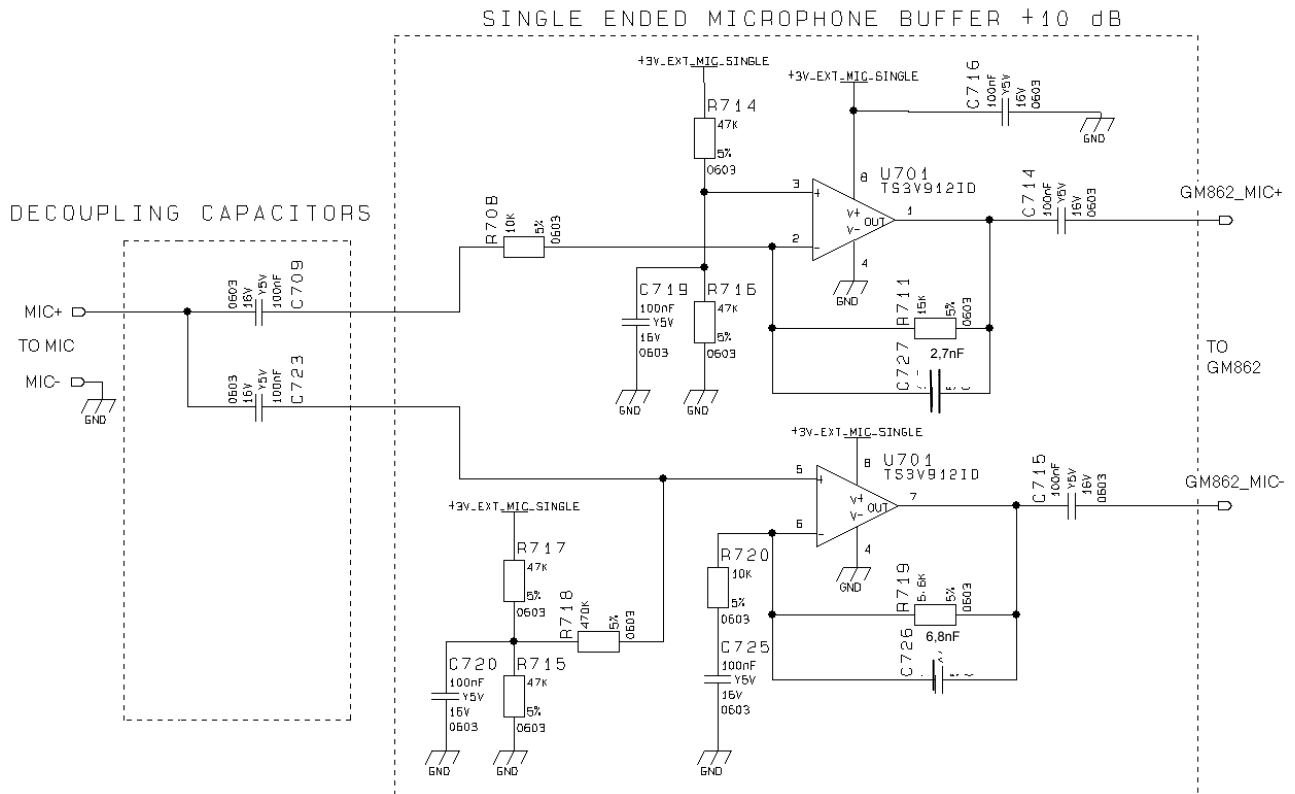 SINGLE ENDED MICROPHONE BUFFER +10 dB
+3V_EXT_MIC_SINGLE
+3V_EXT_MIC_SINGLE
C716
100nF
Y5V
16V
0603
GND
R714
47K
5%
0603
U701
TS3V912ID
3
+
8
V+
V-
OUT
1
2
-
4
GND
C714
100nF
Y5V
16V
0603
GM862_MIC+
DECOUPLING CAPACITORS
R708
10K
5%
0603
C709
0603
16V
Y5V
100nF
MIC+
TO MIC
MIC-
GND
C723
0603
16V
Y5V
100nF
C719
100nF
Y5V
16V
0603
GND
R716
47K
5%
0603
GND
R711
15K
5%
0603
C727
2,7nF
TO
GM862
+3V_EXT_MIC_SINGLE
U701
TS3V912ID
5
+
8
V+
V-
OUT
7
6
-
4
GND
C715
100nF
Y5V
16V
0603
GM862_MIC-
+3V_EXT_MIC_SINGLE
R717
47K
5%
0603
R718
470K
5%
0603
R720
10K
5%
0603
R719
5.6K
5%
0603
C726
6,8nF
C720
100nF
Y5V
16V
0603
GND
R715
47K
5%
0603
GND
C725
100nF
Y5V
16V
0603
GND